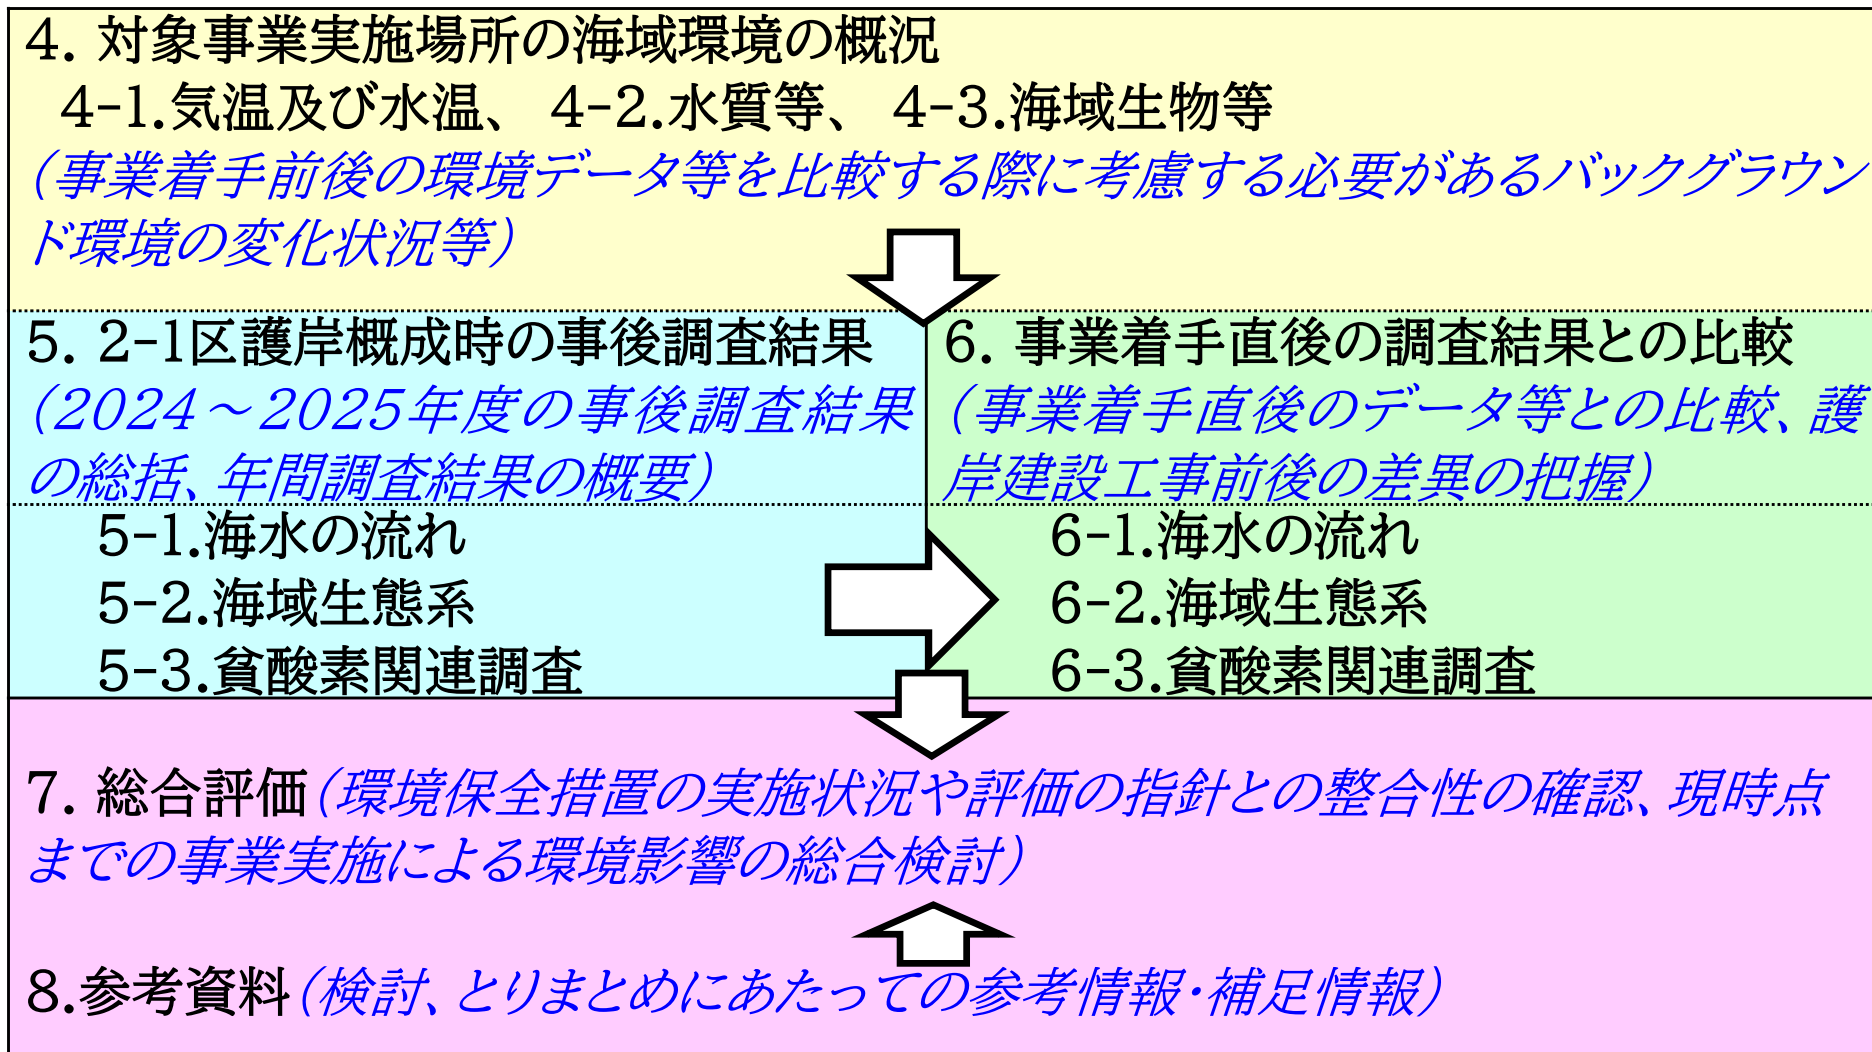 4. 対象事業実施場所の海域環境の概況
4-1.気温及び水温、 4-2.水質等、 4-3.海域生物等
（事業着手前後の環境データ等を比較する際に考慮する必要があるバックグラウン
ド環境の変化状況等）
5. 2-1区護岸概成時の事後調査結果
（2024～2025年度の事後調査結果
の総括、年間調査結果の概要）
5-1.海水の流れ
5-2.海域生態系
5-3.貧酸素関連調査
6. 事業着手直後の調査結果との比較
（事業着手直後のデータ等との比較、護
岸建設工事前後の差異の把握）
6-1.海水の流れ
6-2.海域生態系
6-3.貧酸素関連調査
7. 総合評価（環境保全措置の実施状況や評価の指針との整合性の確認、現時点
までの事業実施による環境影響の総合検討）
8.参考資料（検討、とりまとめにあたっての参考情報・補足情報）